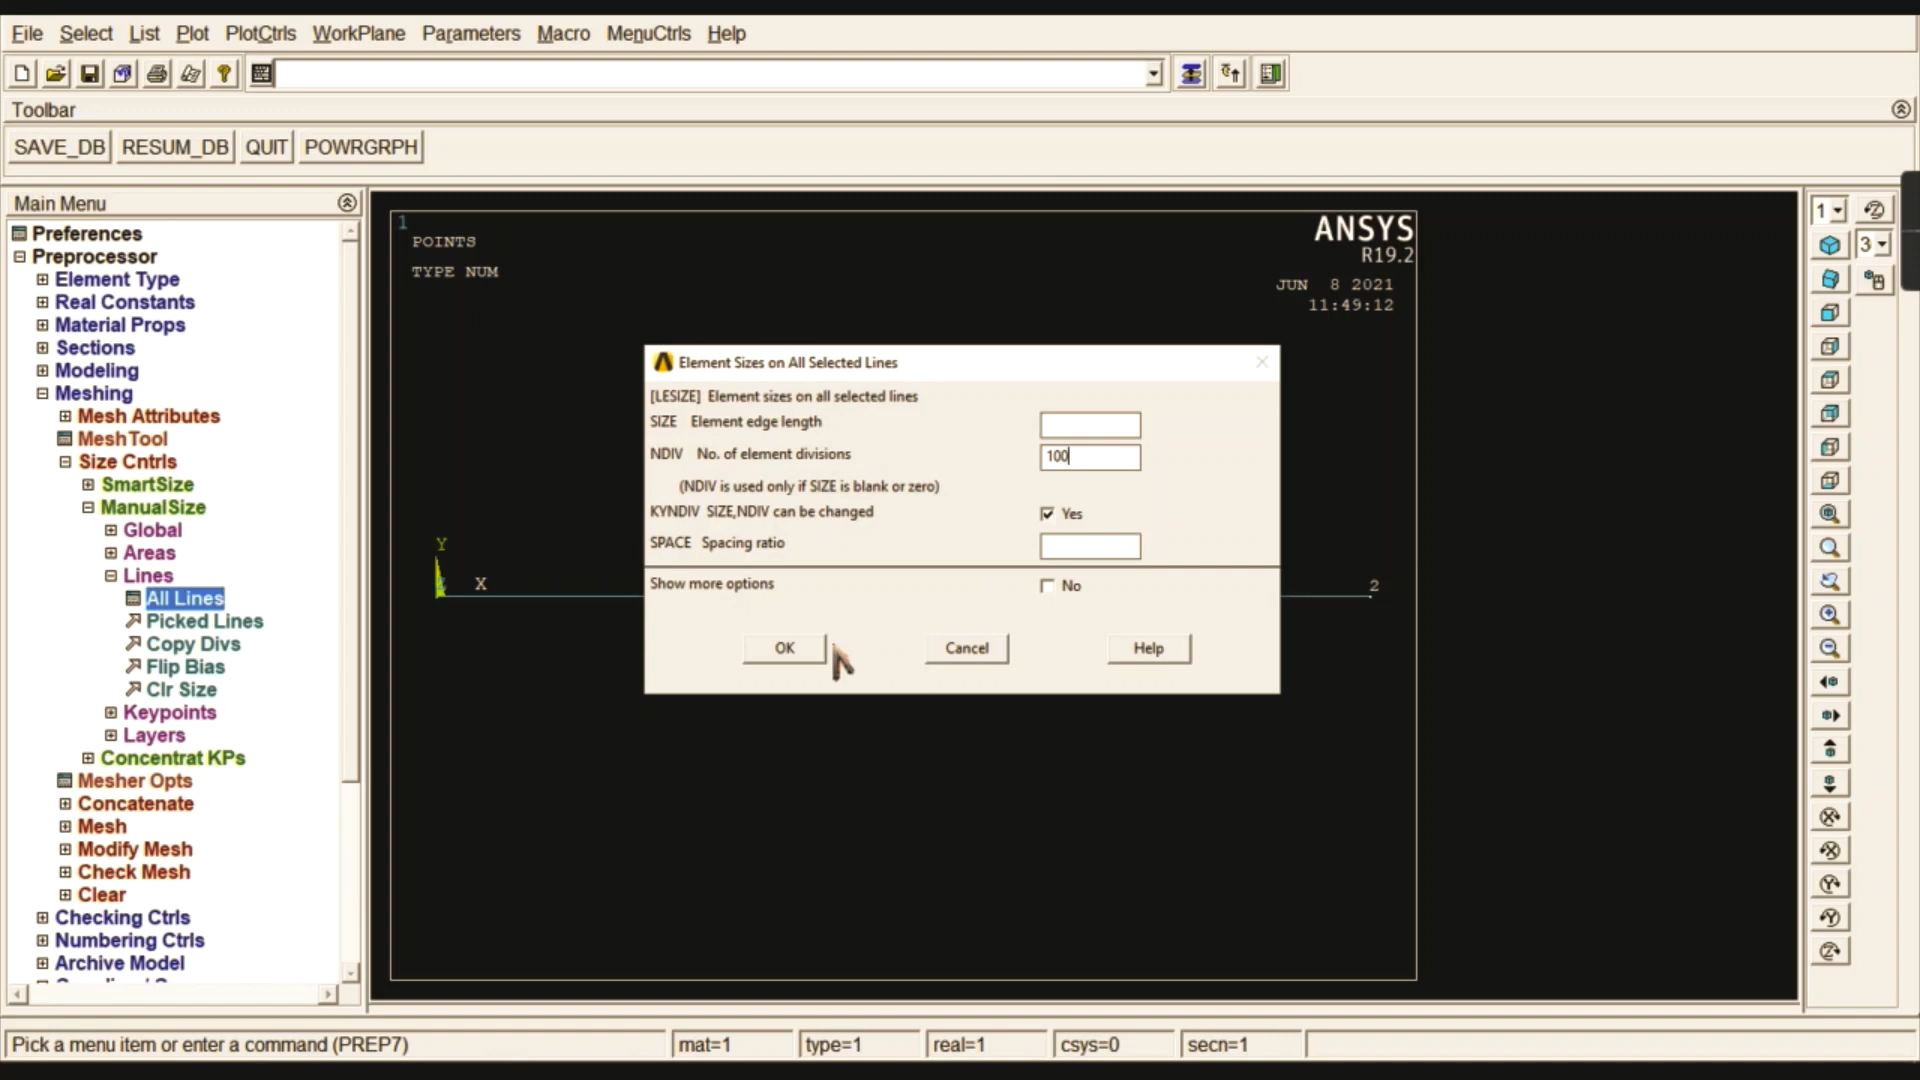 File Select List Plot PlotCtrls WorkPlane Parameters Macro MenuCtrls Help
Toolbar
SAVE_DB RESUM_DB QUIT POWRGRPH
Main Menu
Preferences
Preprocessor
Element Type
Real Constants
Material Props
Sections
Modeling
Meshing
Mesh Attributes
MeshTool
Size Cntrls
SmartSize
ManualSize
Global
Areas
Lines
All Lines
Picked Lines
Copy Divs
Flip Bias
Clr Size
Keypoints
Layers
Concentrat KPs
Mesher Opts
Concatenate
Mesh
Modify Mesh
Check Mesh
Clear
Checking Ctrls
Numbering Ctrls
Archive Model
1
POINTS
TYPE NUM
ANSYS
R19.2
JUN 8 2021
11:49:12
Y
X
2
Element Sizes on All Selected Lines
[LESIZE] Element sizes on all selected lines
SIZE Element edge length
NDIV No. of element divisions 100
(NDIV is used only if SIZE is blank or zero)
KYNDIV SIZE,NDIV can be changed Yes
SPACE Spacing ratio
Show more options No
OK Cancel Help
1
3
Pick a menu item or enter a command (PREP7) mat=1 type=1 real=1 csys=0 secn=1